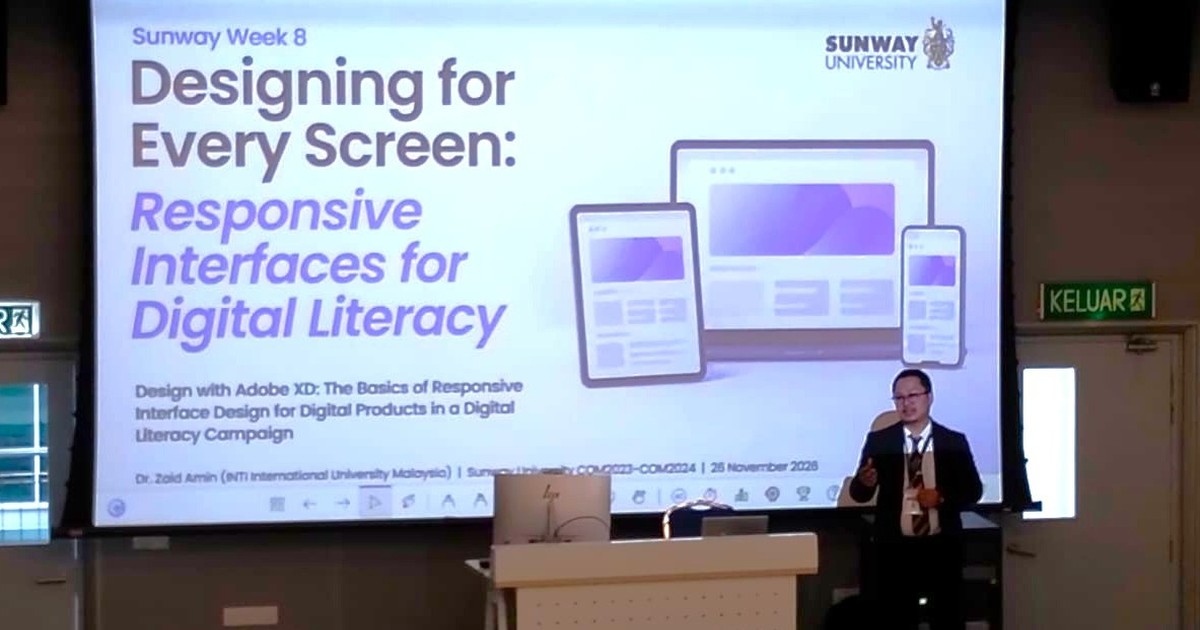 Sunway Week 8
SUNWAY
UNIVERSITY
Designing for
Every Screen:
Responsive
Interfaces for
Digital Literacy
Design with Adobe XD: The Basics of Responsive
Interface Design for Digital Products in a Digital
Literacy Campaign
Dr. Zaid Amin (INTI International University Malaysia) | Sunway University COM2023-COM2024 | 26 November 2026
R
KELUAR
hp